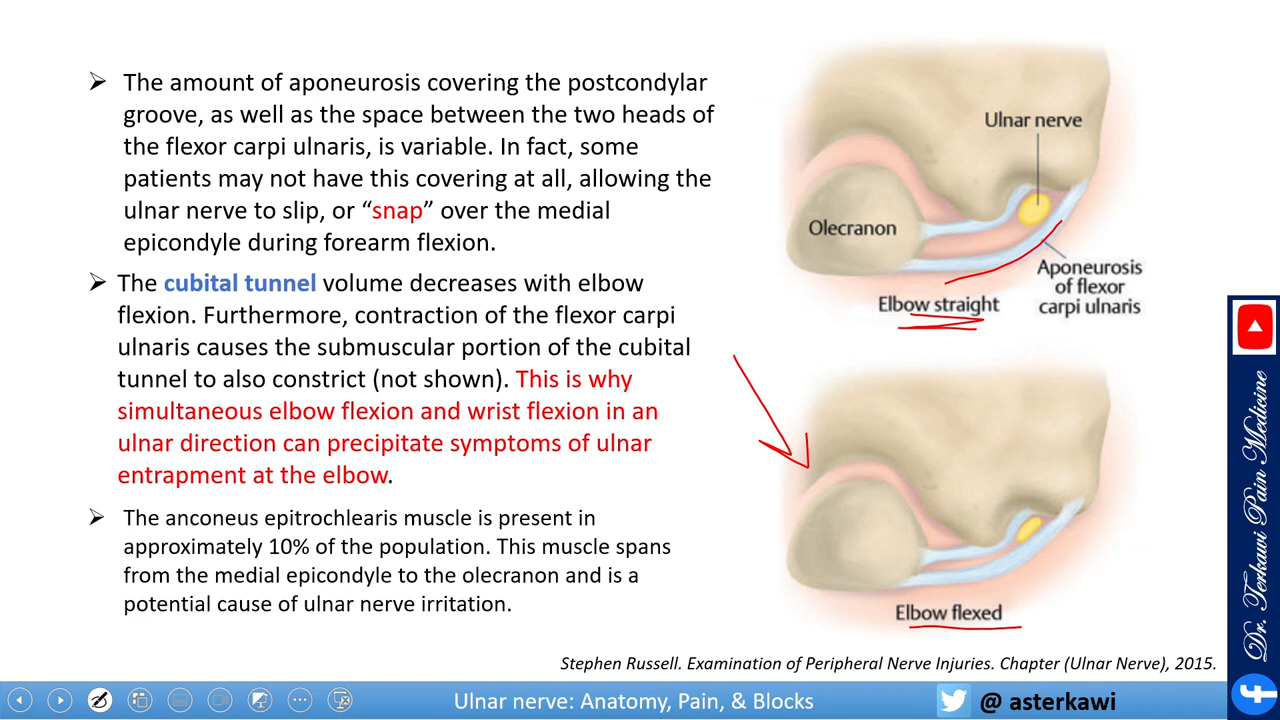 ➢ The amount of aponeurosis covering the postcondylar
groove, as well as the space between the two heads of
the flexor carpi ulnaris, is variable. In fact, some
patients may not have this covering at all, allowing the
ulnar nerve to slip, or “snap” over the medial
epicondyle during forearm flexion.
➢ The cubital tunnel volume decreases with elbow
flexion. Furthermore, contraction of the flexor carpi
ulnaris causes the submuscular portion of the cubital
tunnel to also constrict (not shown). This is why
simultaneous elbow flexion and wrist flexion in an
ulnar direction can precipitate symptoms of ulnar
entrapment at the elbow.
➢ The anconeus epitrochlearis muscle is present in
approximately 10% of the population. This muscle spans
from the medial epicondyle to the olecranon and is a
potential cause of ulnar nerve irritation.
Ulnar nerve
Olecranon
Aponeurosis
of flexor
carpi ulnaris
Elbow straight
Elbow flexed
Stephen Russell. Examination of Peripheral Nerve Injuries. Chapter (Ulnar Nerve), 2015.
Ulnar nerve: Anatomy, Pain, & Blocks
@ asterkawi
Dr. Terkawi Pain Medicine